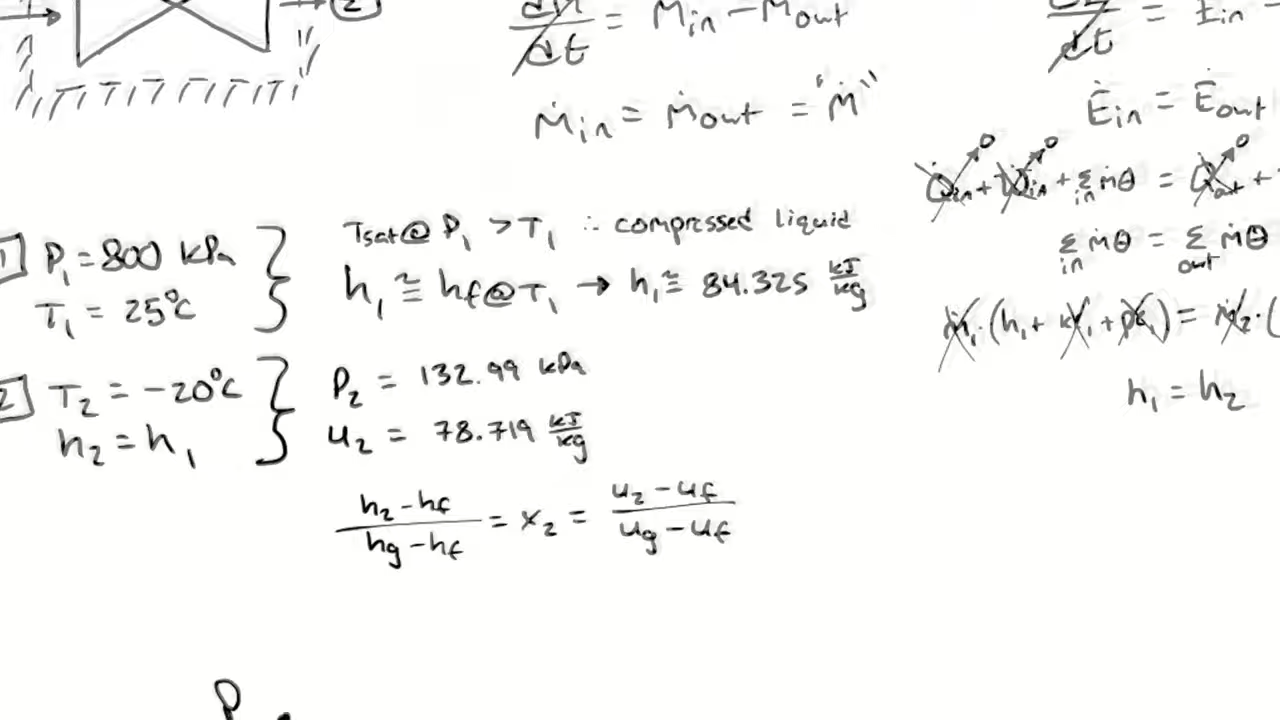 2
dm/dt = ṁin − ṁout
ṁin = ṁout = "ṁ"
dt = Ein −
Ėin = Ėout
Q̇in + Ẇin + Σin ṁθ = Q̇out +
Σin ṁθ = Σout ṁθ
ṁ1·(h1 + ke1 + pe1) = ṁ2·(
h1 = h2
1 P1 = 800 kPa
T1 = 25°C
Tsat@P1 > T1 ∴ compressed liquid
h1 ≅ hf@T1 → h1 ≅ 84.325 kJ/kg
2 T2 = −20°C
h2 = h1
P2 = 132.99 kPa
u2 = 78.719 kJ/kg
(h2 − hf)/(hg − hf) = x2 = (u2 − uf)/(ug − uf)
P